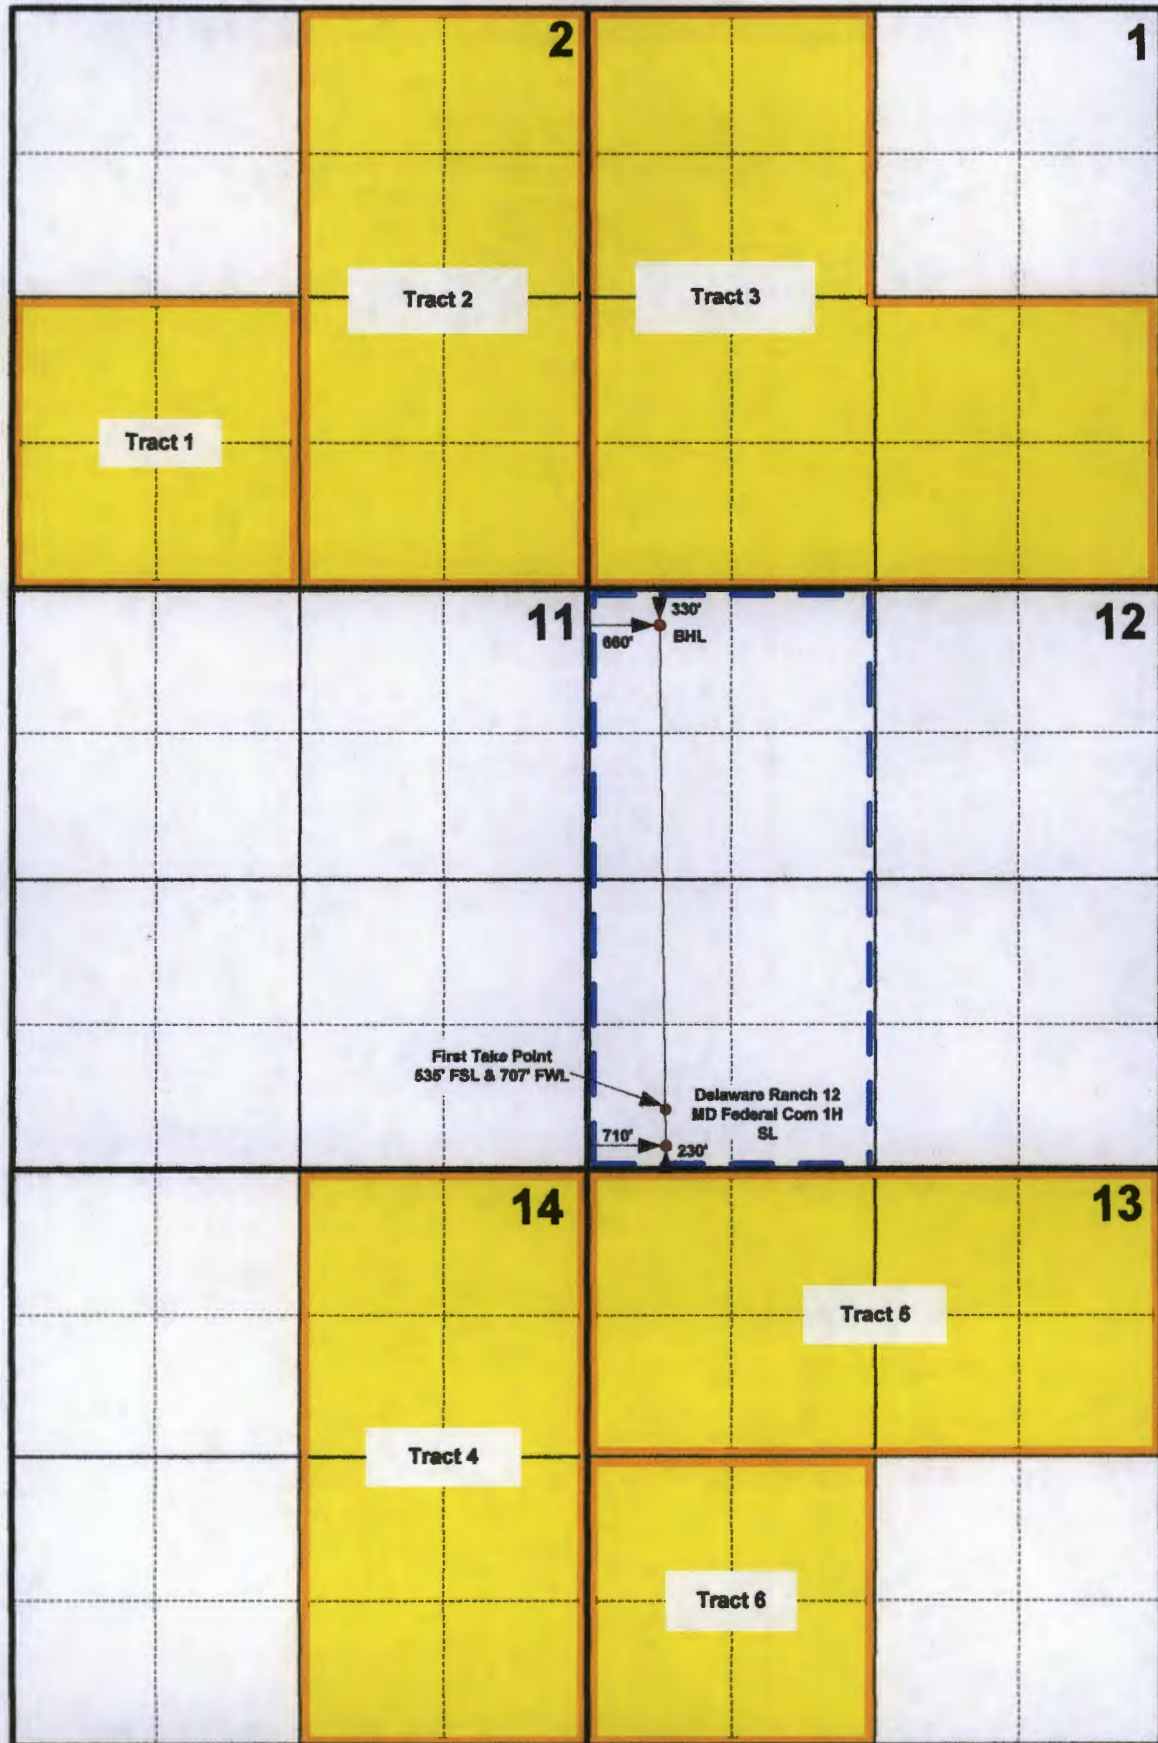 2
1
Tract 2
Tract 3
Tract 1
11
12
330'
660'
BHL
First Take Point
535' FSL & 707' FWL
Delaware Ranch 12
MD Federal Com 1H
SL
710'
230'
14
13
Tract 5
Tract 4
Tract 6